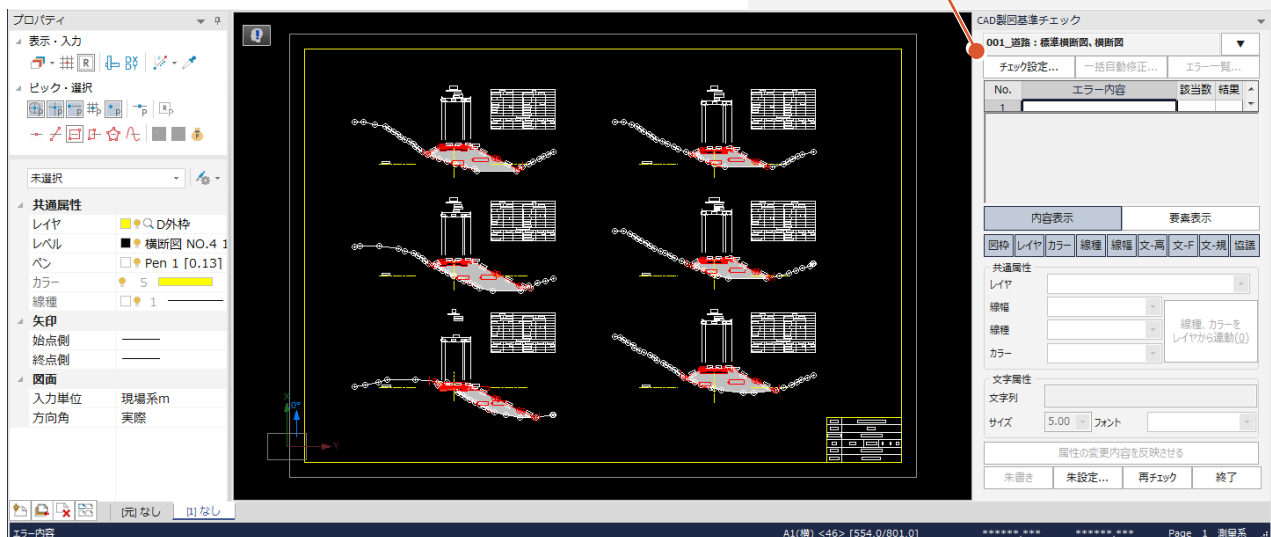 プロパティ
表示・入力
R
ピック・選択
未選択
共通属性
レイヤ D外枠
レベル 横断図 NO.4 1
ペン Pen 1 [0.13]
カラー 5
線種 1
矢印
始点側
終点側
図面
入力単位 現場系m
方向角 実際
X
0°
Y
[元] なし [1] なし
エラー内容 A1(横) <46> [554.0/801.0] ******.*** ******.*** Page 1 測量系
CAD製図基準チェック
001_道路:標準横断図、横断図
チェック設定... 一括自動修正... エラー一覧...
No. エラー内容 該当数 結果
1
内容表示 要素表示
図枠 レイヤ カラー 線種 線幅 文-高 文-F 文-規 協議
共通属性
レイヤ
線幅
線種
カラー
線種、カラーを
レイヤから連動(Q)
文字属性
文字列
サイズ 5.00 フォント
属性の変更内容を反映させる
朱書き 朱設定... 再チェック 終了